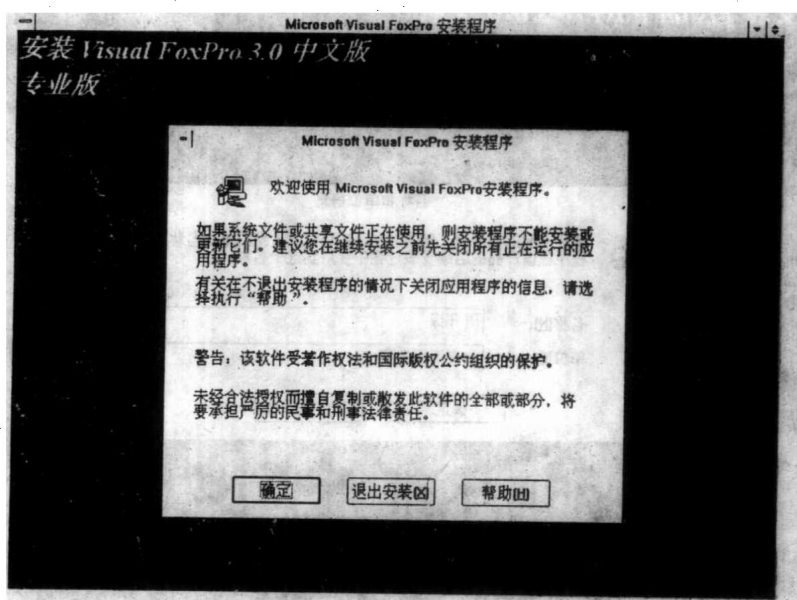 Microsoft Visual FoxPro 安装程序
安装 Visual FoxPro 3.0 中文版
专业版
Microsoft Visual FoxPro 安装程序
欢迎使用 Microsoft Visual FoxPro安装程序。
如果系统文件或共享文件正在使用，则安装程序不能安装或
更新它们。建议您在继续安装之前先关闭所有正在运行的应
用程序。
有关在不退出安装程序的情况下关闭应用程序的信息，请选
择执行“帮助”。
警告：该软件受著作权法和国际版权公约组织的保护。
未经合法授权而擅自复制或散发此软件的全部或部分，将
要承担严厉的民事和刑事法律责任。
确定
退出安装(X)
帮助(H)